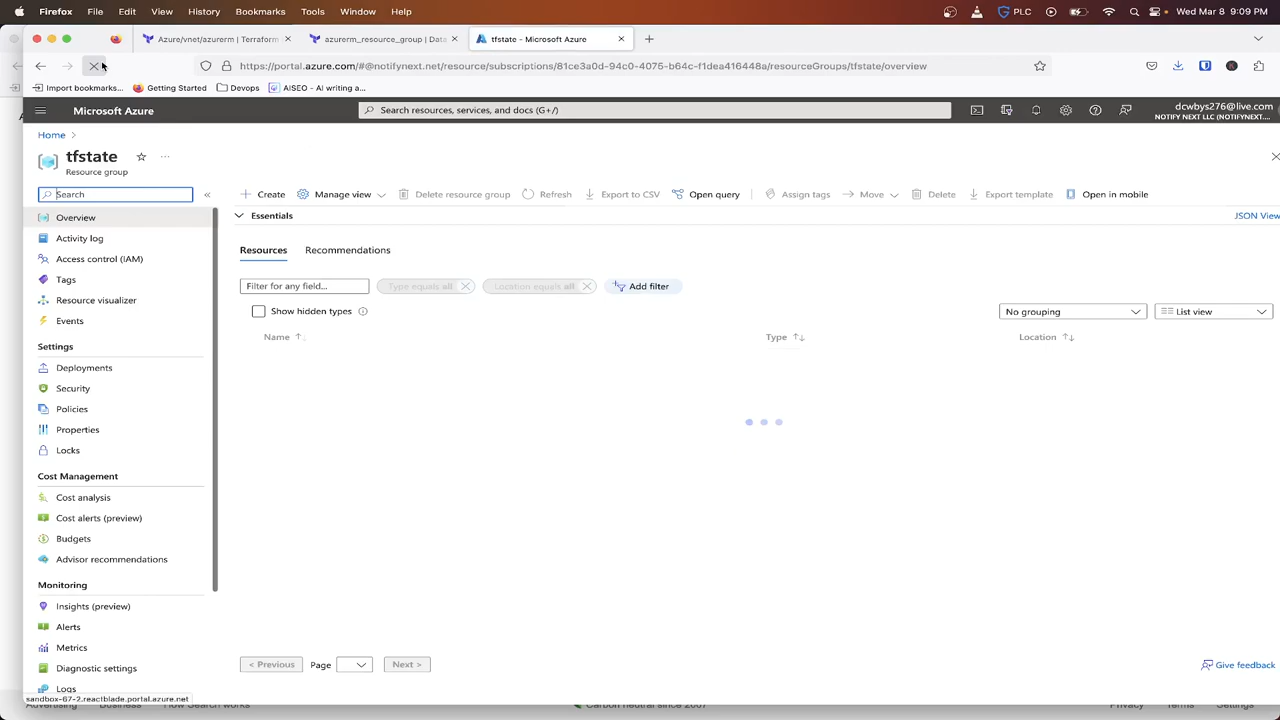 Firefox File Edit View History Bookmarks Tools Window Help PLC Wed Mar 8 9:09 PM
Azure/vnet/azurerm | Terraform azurerm_resource_group | Data tfstate - Microsoft Azure
https://portal.azure.com/#@notifynext.net/resource/subscriptions/81ce3a0d-94c0-4075-b64c-f1dea416448a/resourceGroups/tfstate/overview
Import bookmarks... Getting Started Devops AISEO - AI writing a...
Microsoft Azure Search resources, services, and docs (G+/) dcwbys276@live.com
NOTIFY NEXT LLC (NOTIFYNEXT....
Home >
tfstate
Resource group
Search « Create Manage view Delete resource group Refresh Export to CSV Open query Assign tags Move Delete Export template Open in mobile
Essentials JSON View
Overview
Activity log
Access control (IAM)
Tags
Resource visualizer
Events
Settings
Deployments
Security
Policies
Properties
Locks
Cost Management
Cost analysis
Cost alerts (preview)
Budgets
Advisor recommendations
Monitoring
Insights (preview)
Alerts
Metrics
Diagnostic settings
Logs
Resources Recommendations
Filter for any field... Type equals all Location equals all Add filter
Show hidden types No grouping List view
Name Type Location
< Previous Page Next > Give feedback
sandbox-67-2.reactblade.portal.azure.net
Advertising Business How Search works Carbon neutral since 2007 Privacy Terms Settings